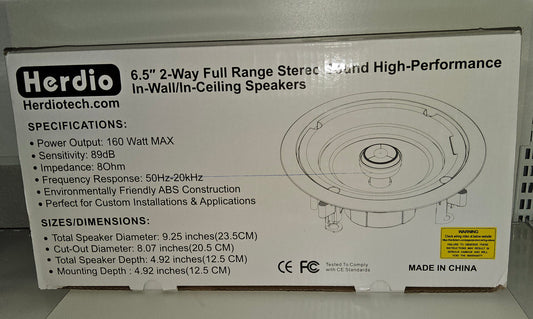 Herdio
Herdiotech.com
6.5" 2-Way Full Range Stereo Sound High-Performance
In-Wall/In-Ceiling Speakers
SPECIFICATIONS:
• Power Output: 160 Watt MAX
• Sensitivity: 89dB
• Impedance: 8Ohm
• Frequency Response: 50Hz-20kHz
• Environmentally Friendly ABS Construction
• Perfect for Custom Installations & Applications
SIZES/DIMENSIONS:
• Total Speaker Diameter: 9.25 inches(23.5CM)
• Cut-Out Diameter: 8.07 inches(20.5 CM)
• Total Speaker Depth: 4.92 inches(12.5 CM)
• Mounting Depth : 4.92 inches(12.5 CM)
CE FC
Tested To Comply
with CE Standards
WARNING
MADE IN CHINA